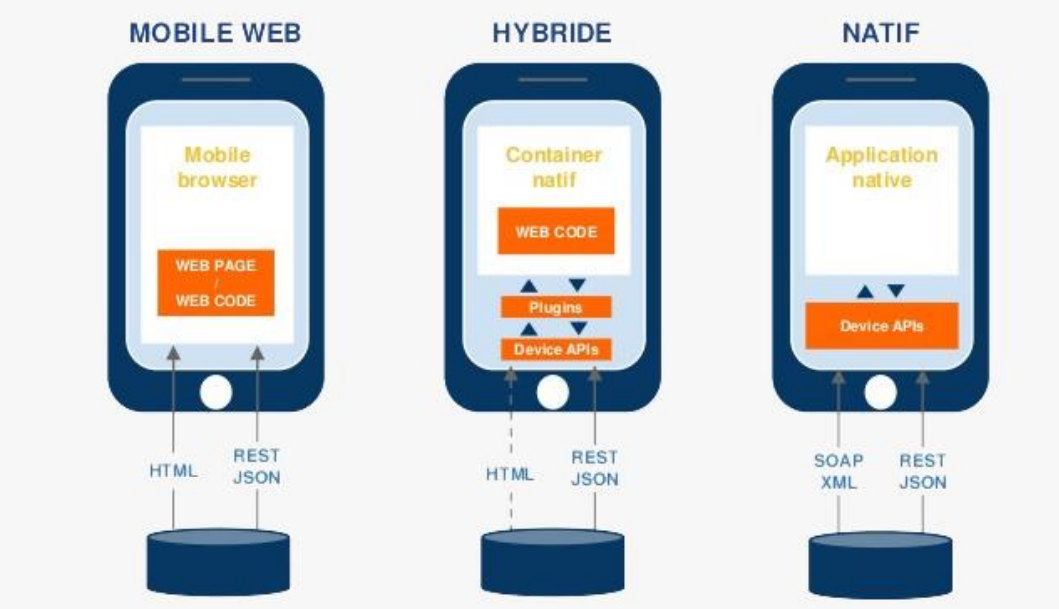 MOBILE WEB
Mobile
browser
WEB PAGE
/
WEB CODE
HTML
REST
JSON
HYBRIDE
Container
natif
WEB CODE
Plugins
Device APIs
HTML
REST
JSON
NATIF
Application
native
Device APIs
SOAP
XML
REST
JSON